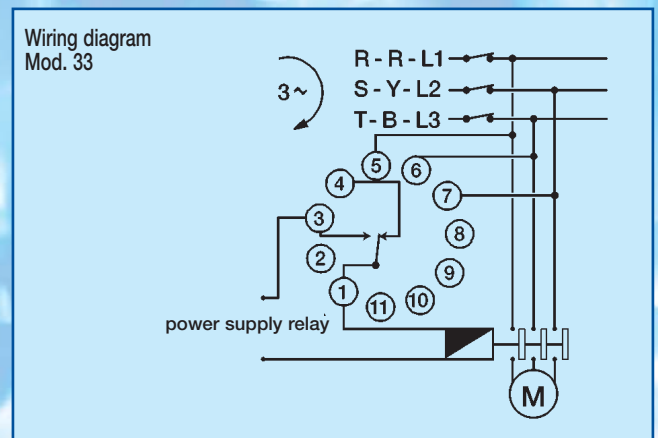 Wiring diagram
Mod. 33
R - R - L1
3~
S - Y - L2
T - B - L3
5
6
4
7
3
8
2
9
1
10
11
power supply relay
M